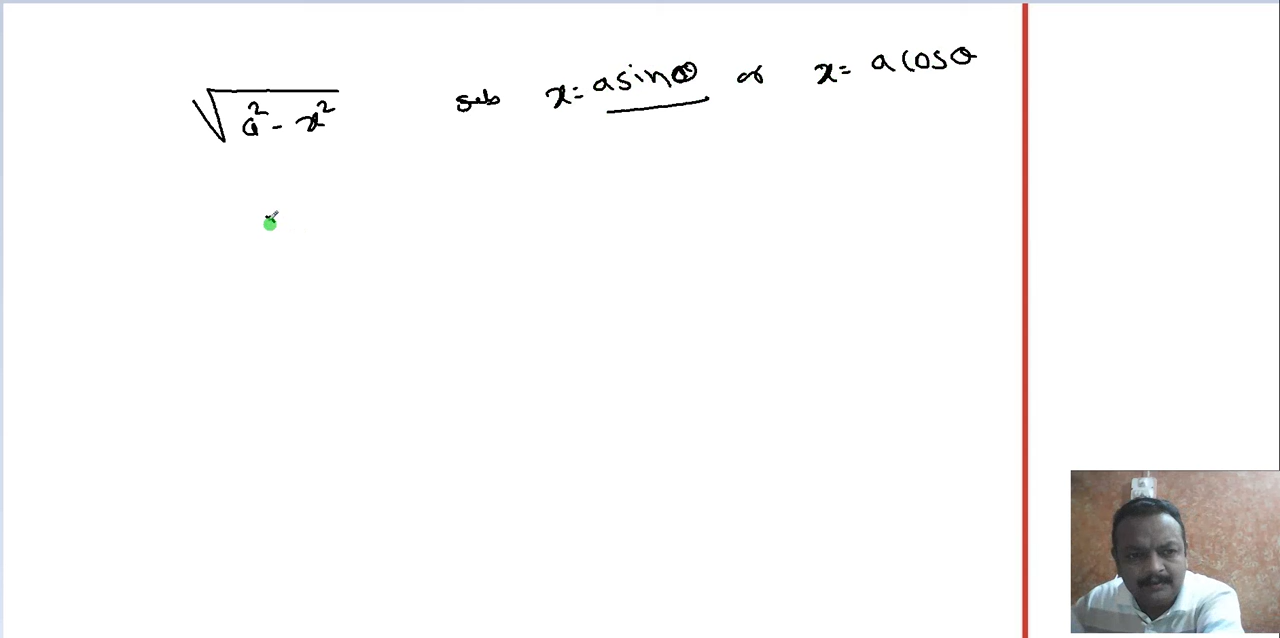 √(a² - x²) sub x = a sinθ or x = a cosθ